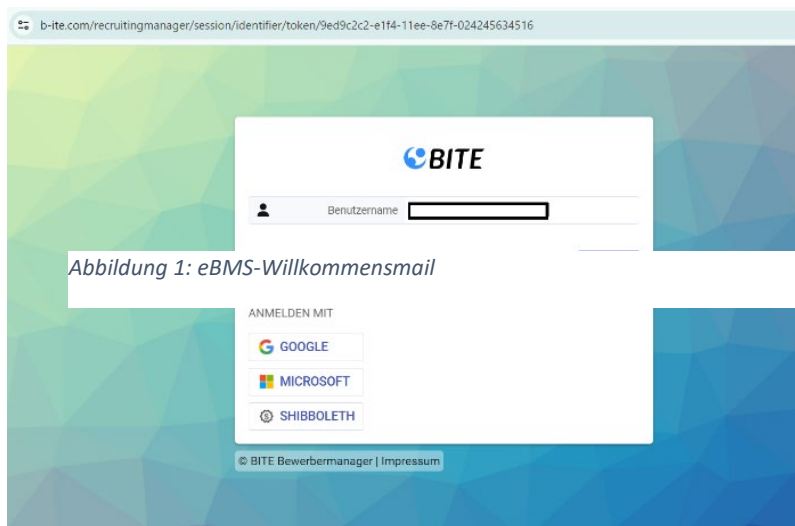 b-ite.com/recruitingmanager/session/identifier/token/9ed9c2c2-e1f4-11ee-8e7f-024245634516
BITE
Benutzername
Abbildung 1: eBMS-Willkommensmail
ANMELDEN MIT
GOOGLE
MICROSOFT
SHIBBOLETH
© BITE Bewerbermanager | Impressum